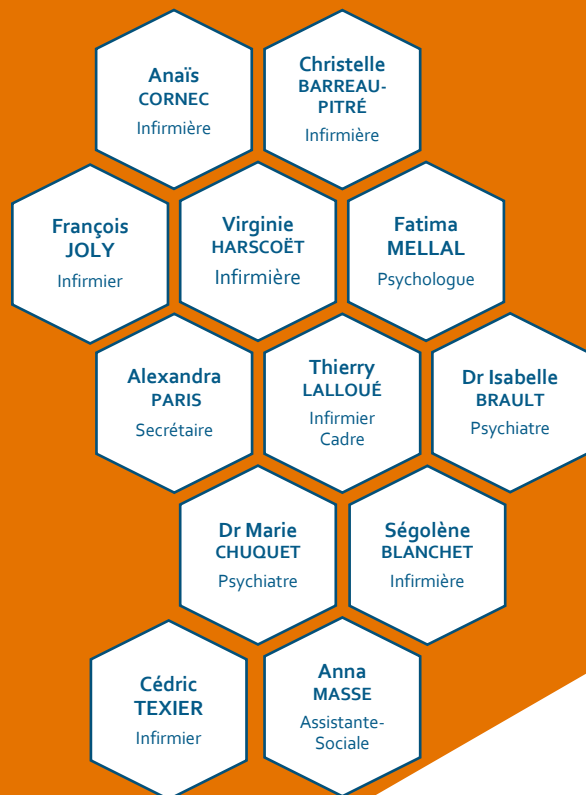 Anaïs
CORNEC
Infirmière
Christelle
BARREAU-
PITRÉ
Infirmière
François
JOLY
Infirmier
Virginie
HARSCOËT
Infirmière
Fatima
MELLAL
Psychologue
Alexandra
PARIS
Secrétaire
Thierry
LALLOUÉ
Infirmier
Cadre
Dr Isabelle
BRAULT
Psychiatre
Dr Marie
CHUQUET
Psychiatre
Ségolène
BLANCHET
Infirmière
Cédric
TEXIER
Infirmier
Anna
MASSE
Assistante-
Sociale